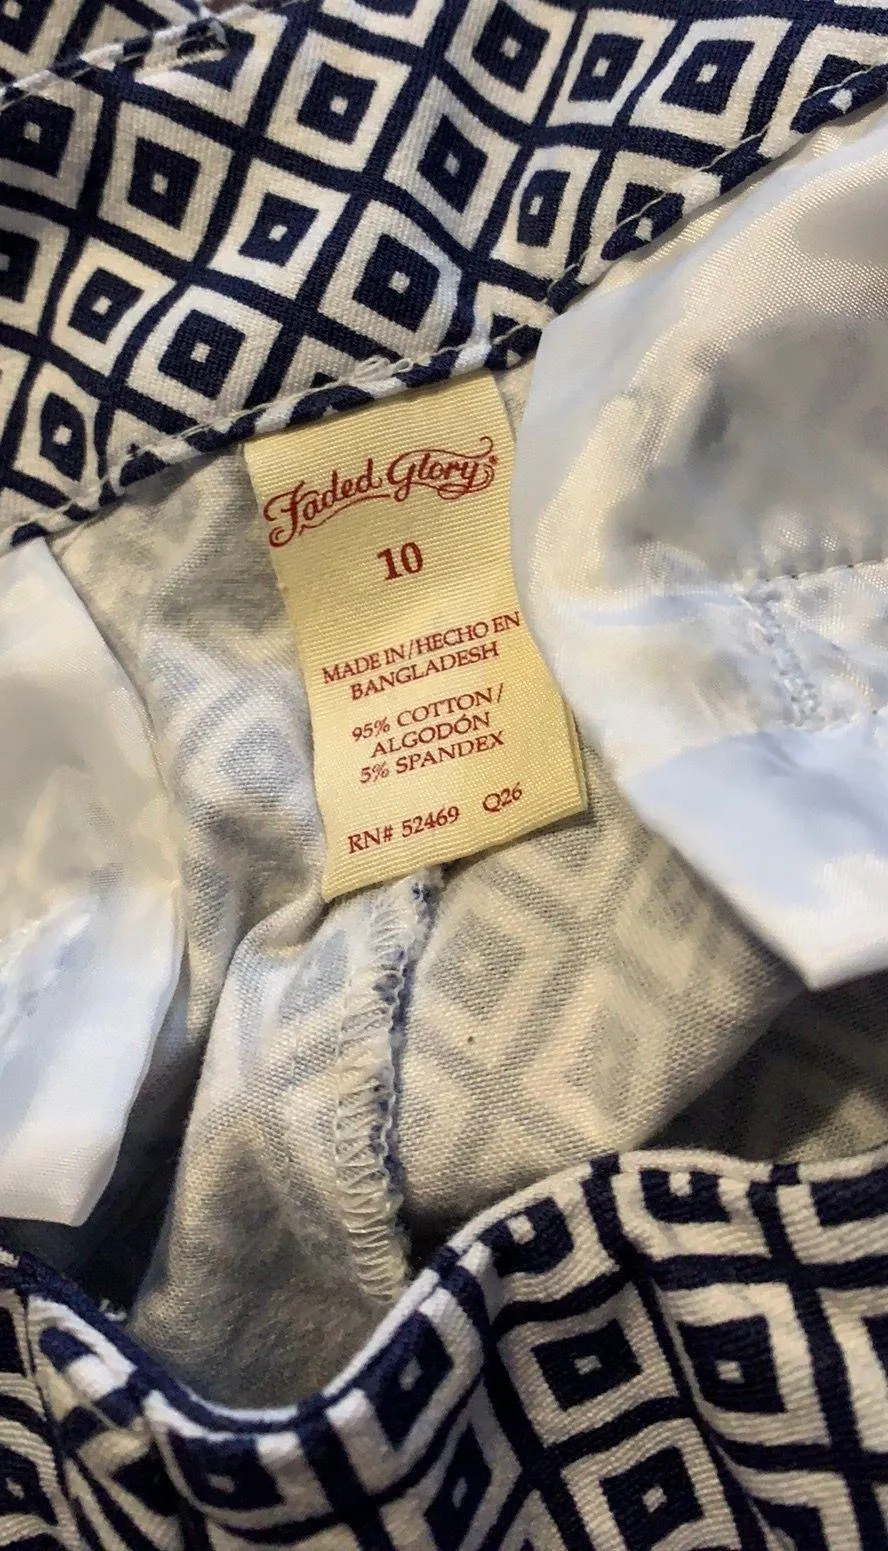 Faded Glory®
10
MADE IN/HECHO EN
BANGLADESH
95% COTTON/
ALGODÓN
5% SPANDEX
RN# 52469 Q26